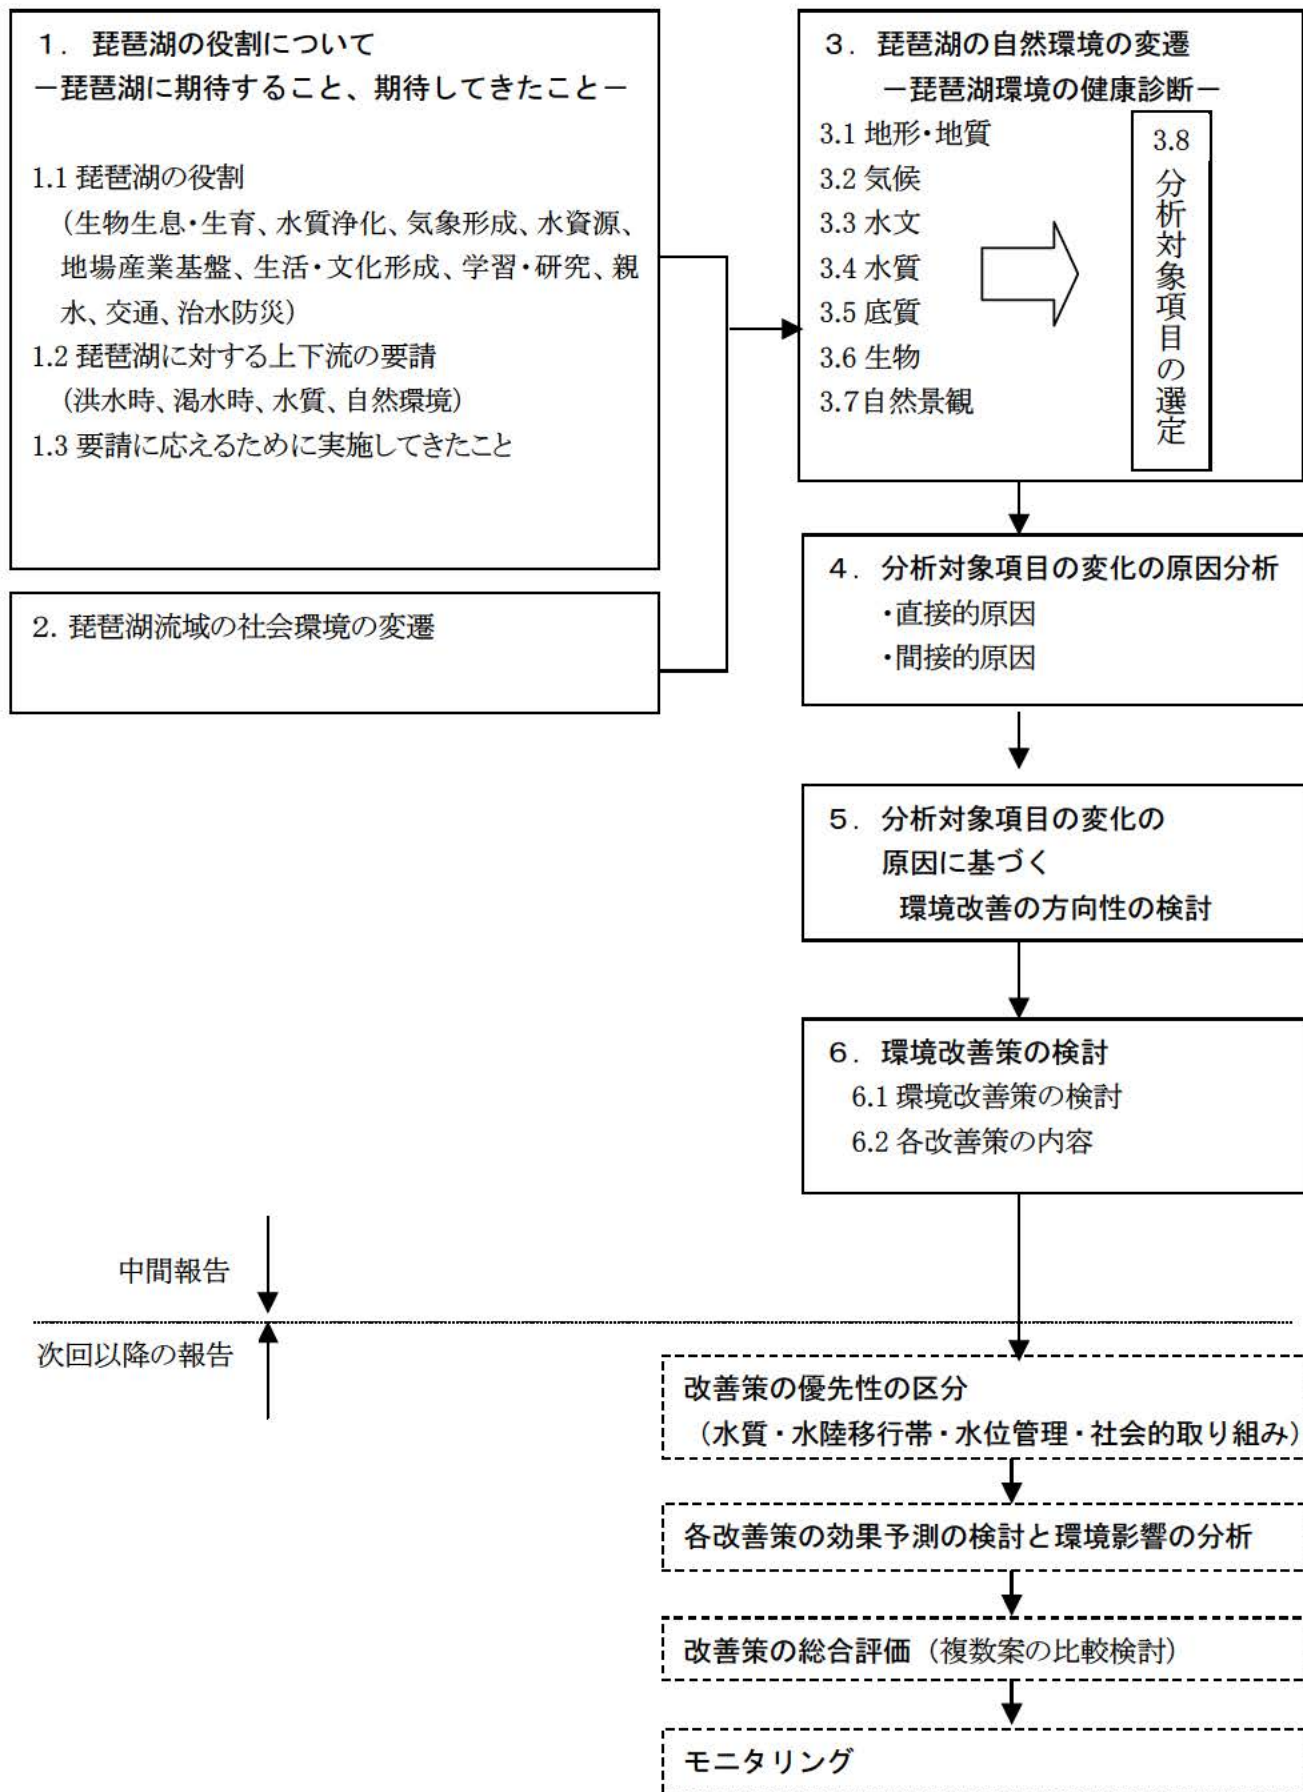 １．琵琶湖の役割について
－琵琶湖に期待すること、期待してきたこと－
1.1 琵琶湖の役割
（生物生息・生育、水質浄化、気象形成、水資源、
地場産業基盤、生活・文化形成、学習・研究、親
水、交通、治水防災）
1.2 琵琶湖に対する上下流の要請
（洪水時、渇水時、水質、自然環境）
1.3 要請に応えるために実施してきたこと
2. 琵琶湖流域の社会環境の変遷
３．琵琶湖の自然環境の変遷
－琵琶湖環境の健康診断－
3.1 地形・地質
3.2 気候
3.3 水文
3.4 水質
3.5 底質
3.6 生物
3.7自然景観
3.8
分析対象項目の選定
４．分析対象項目の変化の原因分析
・直接的原因
・間接的原因
５．分析対象項目の変化の
原因に基づく
環境改善の方向性の検討
６．環境改善策の検討
6.1 環境改善策の検討
6.2 各改善策の内容
中間報告
次回以降の報告
改善策の優先性の区分
（水質・水陸移行帯・水位管理・社会的取り組み）
各改善策の効果予測の検討と環境影響の分析
改善策の総合評価（複数案の比較検討）
モニタリング